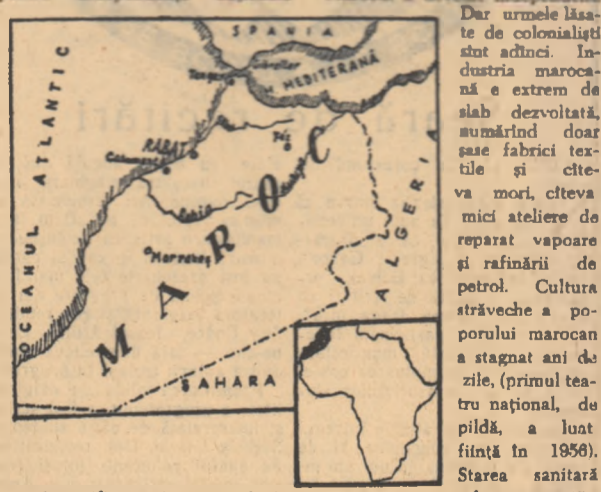 SPANIA
Gibraltar
M. MEDITERANĂ
OCEANUL ATLANTIC
RABAT
Fez
MAROC
ALGERIA
SAHARA
Dar urmele lăsa-
te de colonialiști
sînt adînci. In-
dustria maroca-
nă e extrem de
slab dezvoltată,
numărînd doar
șase fabrici tex-
tile și cîte-
va mori, cîteva
mici ateliere de
reparat vapoare
și rafinării de
petrol. Cultura
străveche a po-
porului marocan
a stagnat ani de
zile, (primul tea-
tru național, de
pildă, a luat
ființă în 1956).
Starea sanitară